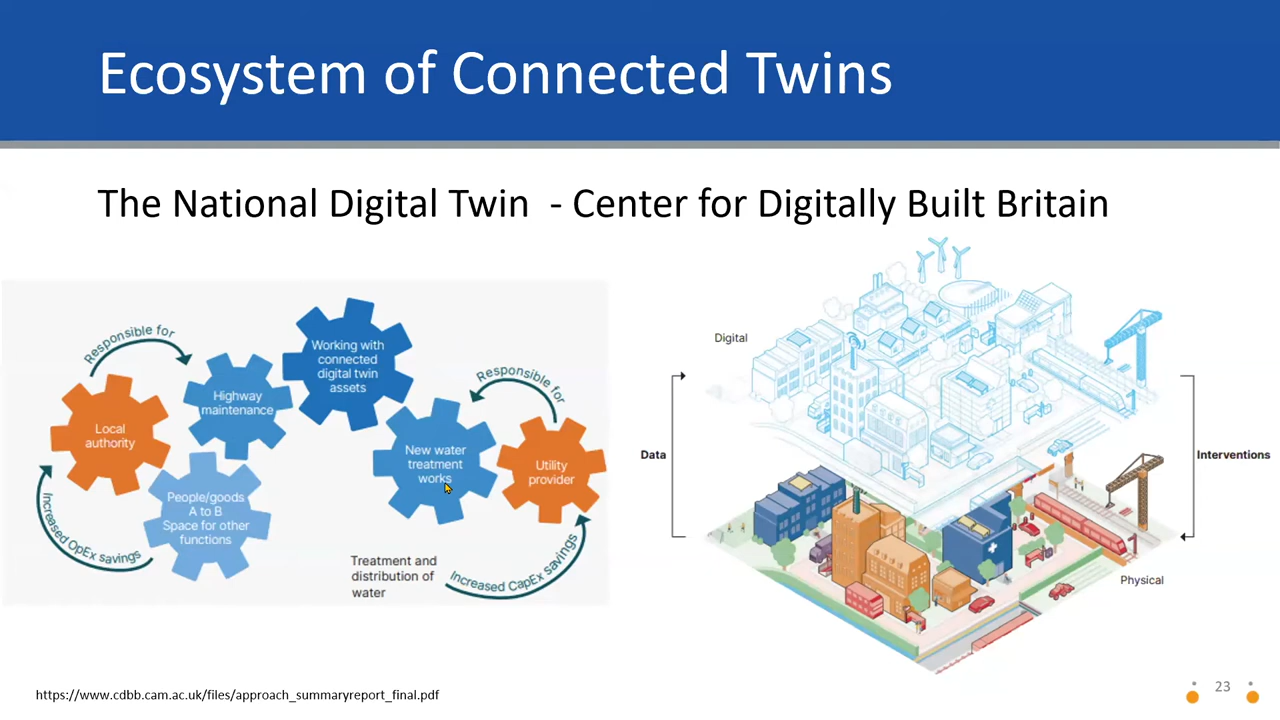 Ecosystem of Connected Twins
The National Digital Twin  - Center for Digitally Built Britain
Responsible for
Local
authority
Highway
maintenance
Working with
connected
digital twin
assets
People/goods
A to B
Space for other
functions
Increased OpEx savings
New water
treatment
works
Responsible for
Utility
provider
Treatment and
distribution of
water
Increased CapEx savings
Digital
Data
Interventions
Physical
https://www.cdbb.cam.ac.uk/files/approach_summaryreport_final.pdf
23